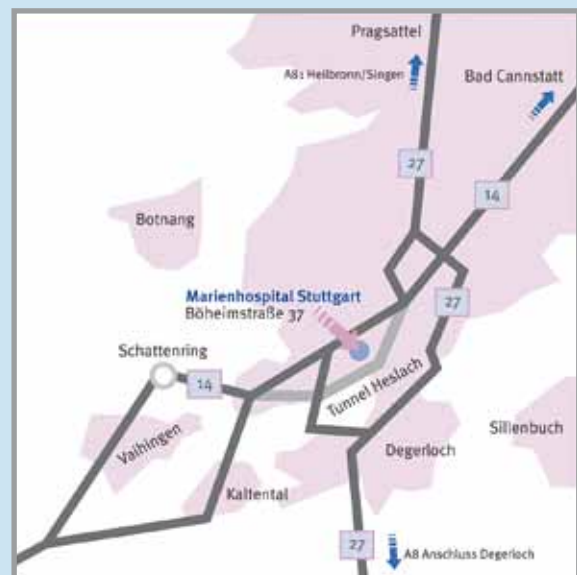 Pragsattel
A81 Heilbronn/Singen
Bad Cannstatt
27
14
Botnang
27
Marienhospital Stuttgart
Böheimstraße 37
Schattenring
14
Tunnel Heslach
Vaihingen
Sillenbuch
Degerloch
Kaltental
27
A8 Anschluss Degerloch